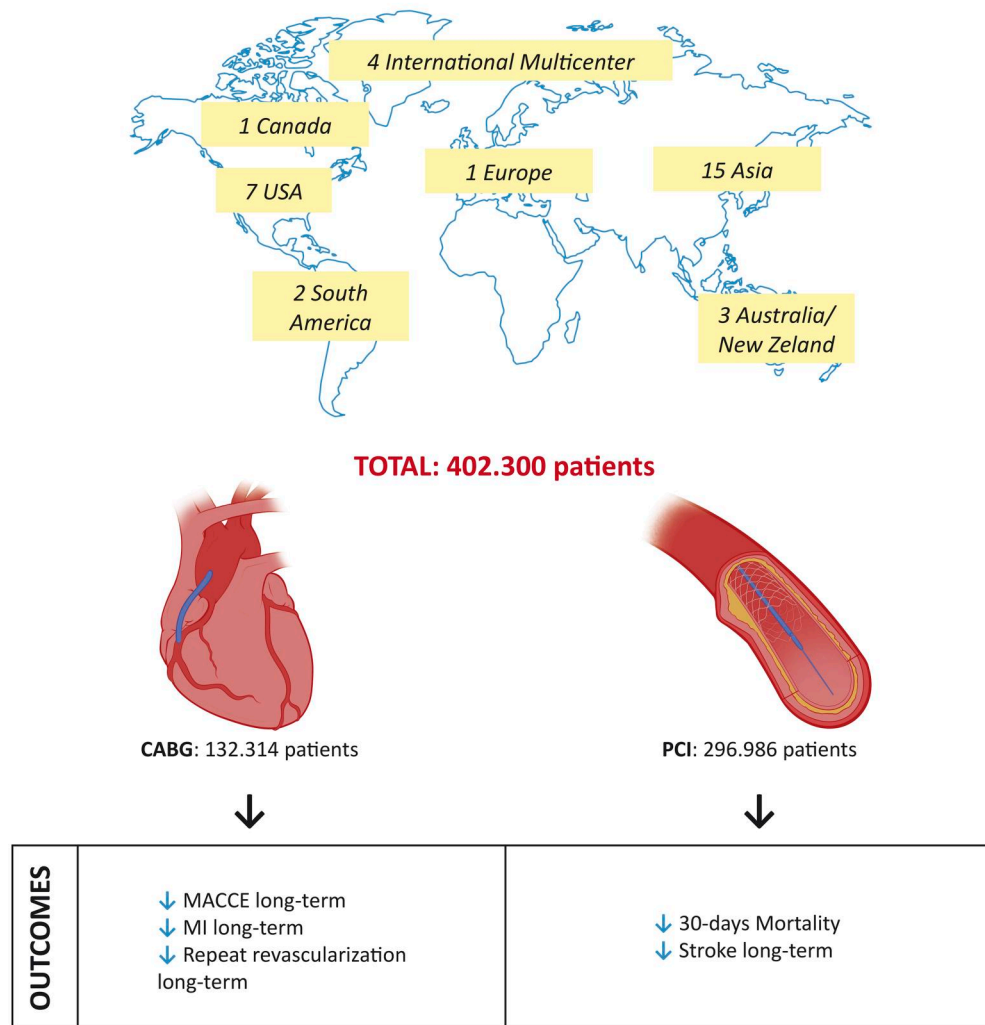 4 International Multicenter
1 Canada
7 USA
1 Europe
15 Asia
2 South
America
3 Australia/
New Zeland
TOTAL: 402.300 patients
CABG: 132.314 patients
PCI: 296.986 patients
↓
↓
OUTCOMES
↓ MACCE long-term
↓ MI long-term
↓ Repeat revascularization
long-term
↓ 30-days Mortality
↓ Stroke long-term